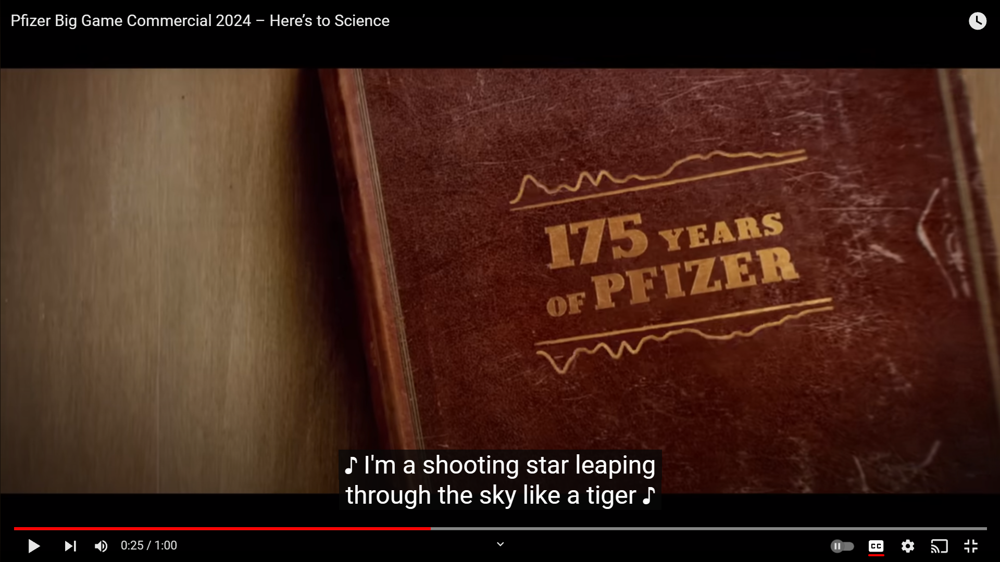 Pfizer Big Game Commercial 2024 – Here’s to Science
175 YEARS
OF PFIZER
♪ I'm a shooting star leaping
through the sky like a tiger ♪
0:25 / 1:00
CC